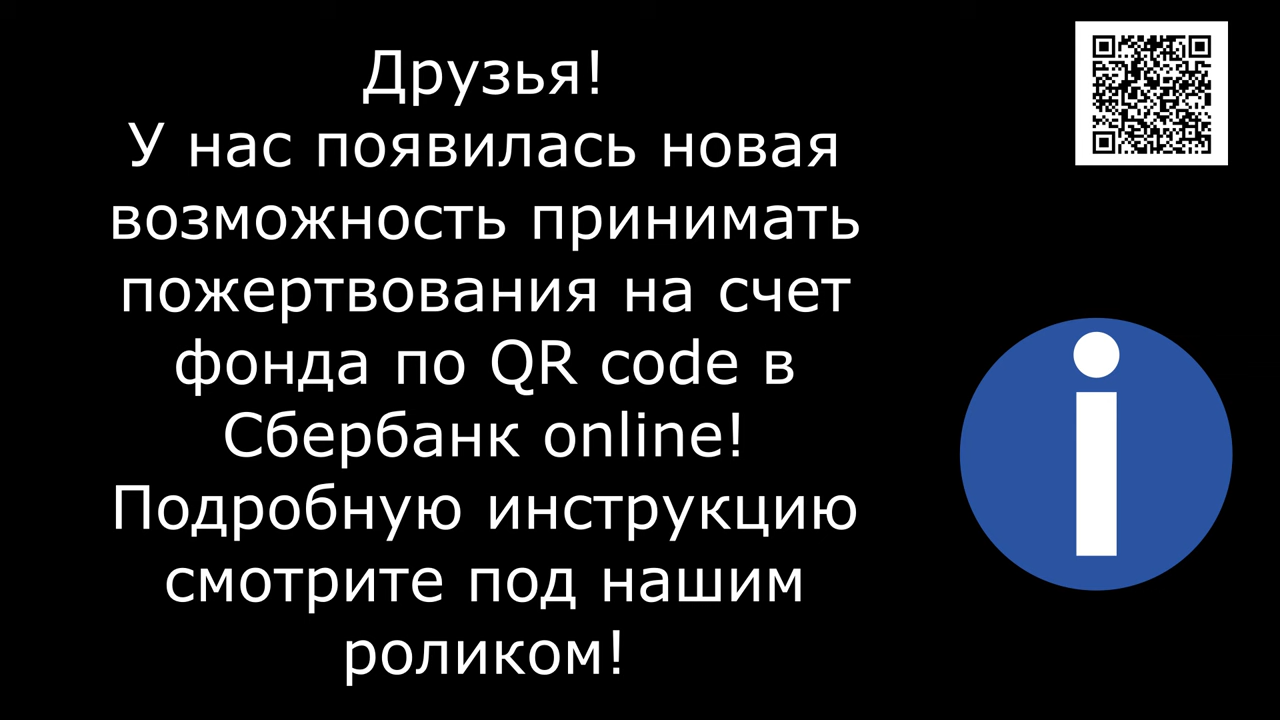 Друзья!
У нас появилась новая
возможность принимать
пожертвования на счет
фонда по QR code в
Сбербанк online!
Подробную инструкцию
смотрите под нашим
роликом!
i